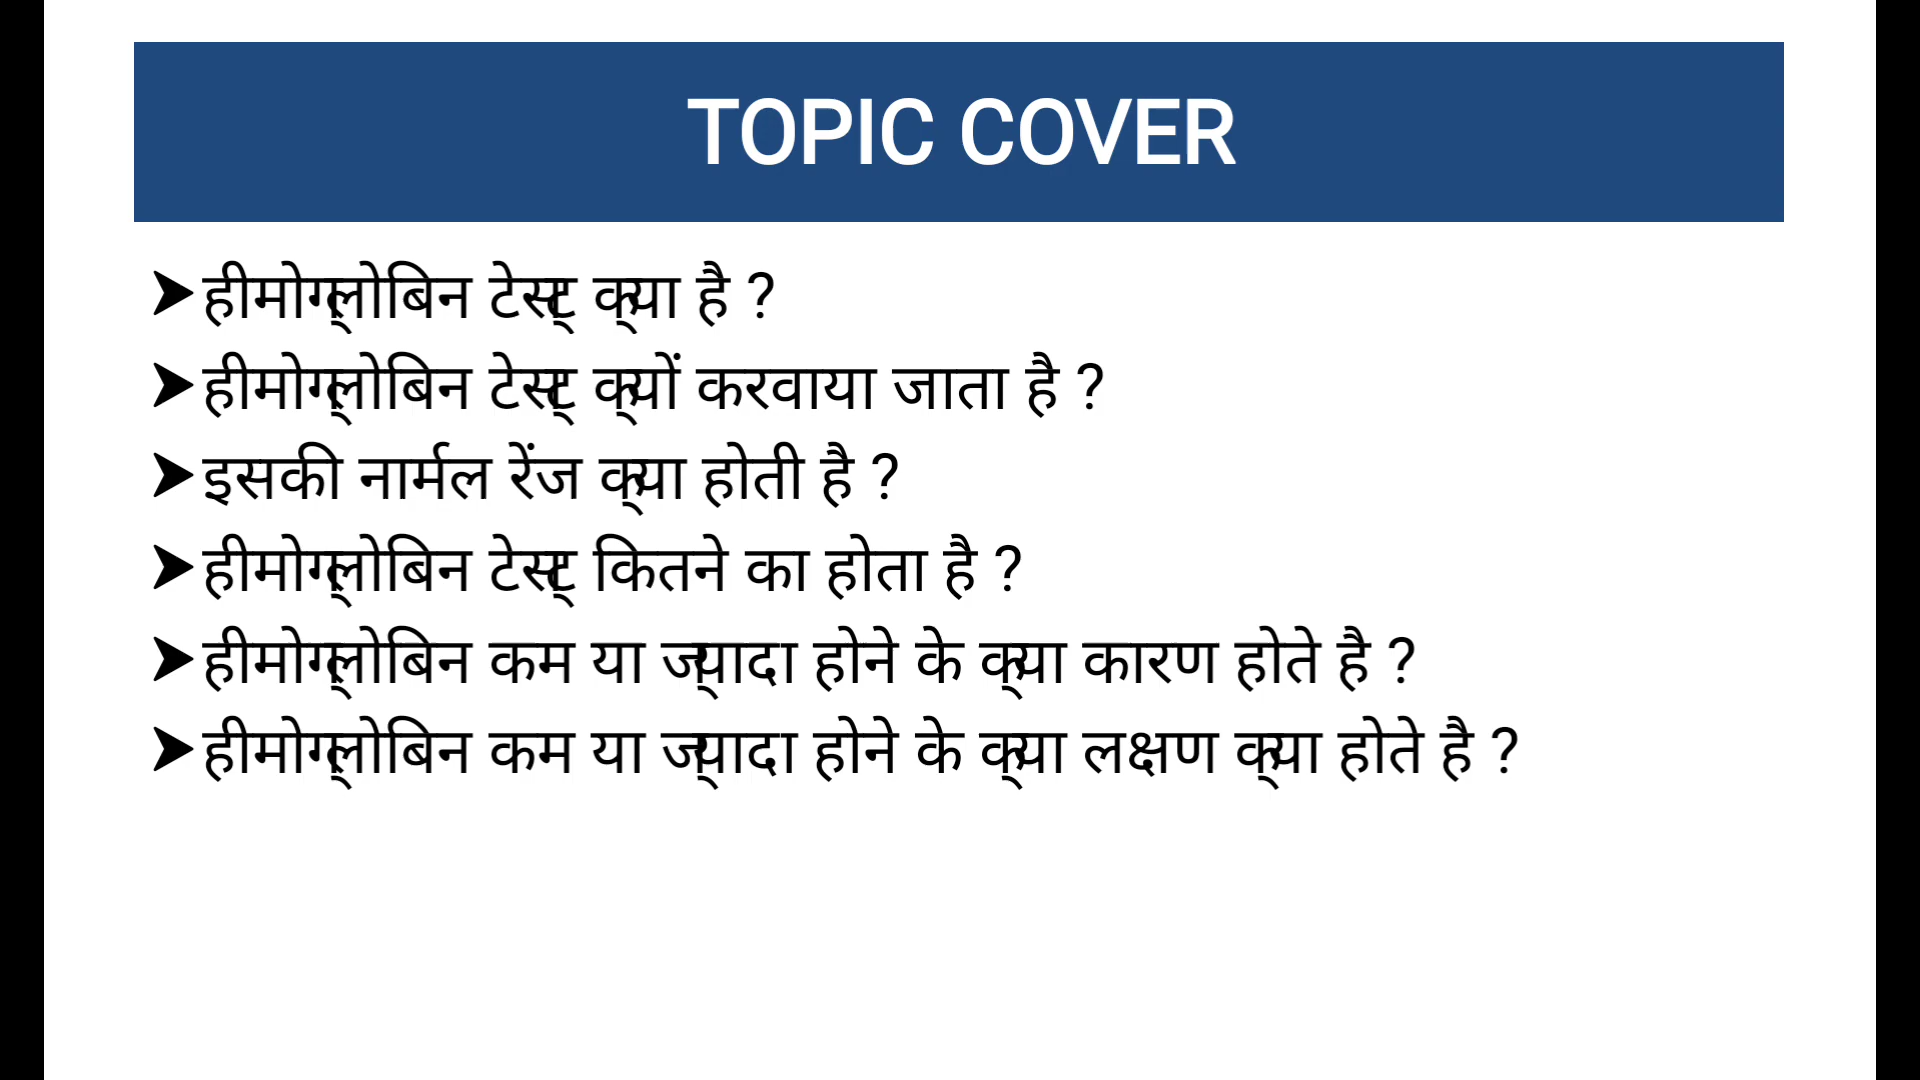 TOPIC COVER
➤हीमोग्लोबिन टेस्ट क्या है ?
➤हीमोग्लोबिन टेस्ट क्यों करवाया जाता है ?
➤इसकी नार्मल रेंज क्या होती है ?
➤हीमोग्लोबिन टेस्ट कितने का होता है ?
➤हीमोग्लोबिन कम या ज्यादा होने के क्या कारण होते है ?
➤हीमोग्लोबिन कम या ज्यादा होने के क्या लक्षण क्या होते है ?